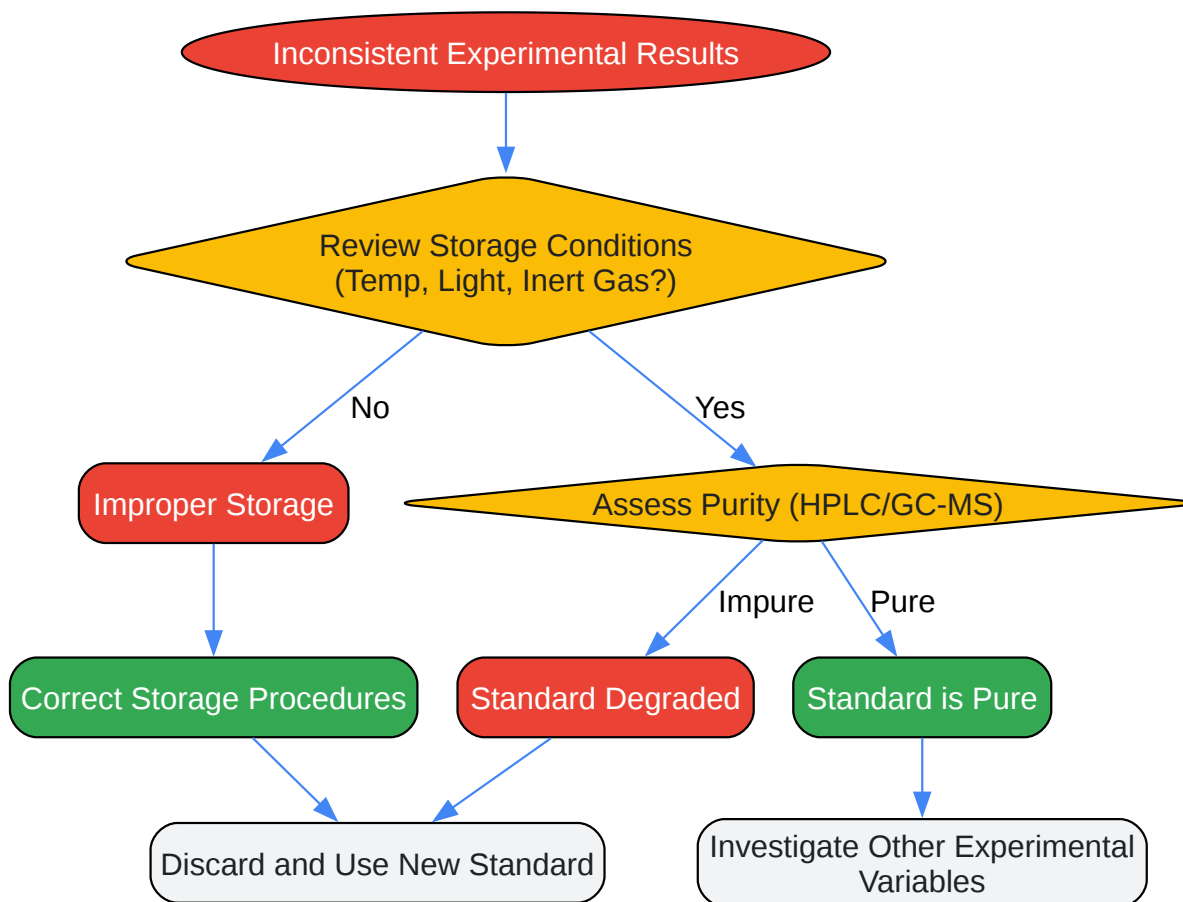 Inconsistent Experimental Results
Review Storage Conditions
(Temp, Light, Inert Gas?)
No
Yes
Improper Storage
Assess Purity (HPLC/GC-MS)
Impure
Pure
Correct Storage Procedures
Standard Degraded
Standard is Pure
Discard and Use New Standard
Investigate Other Experimental
Variables